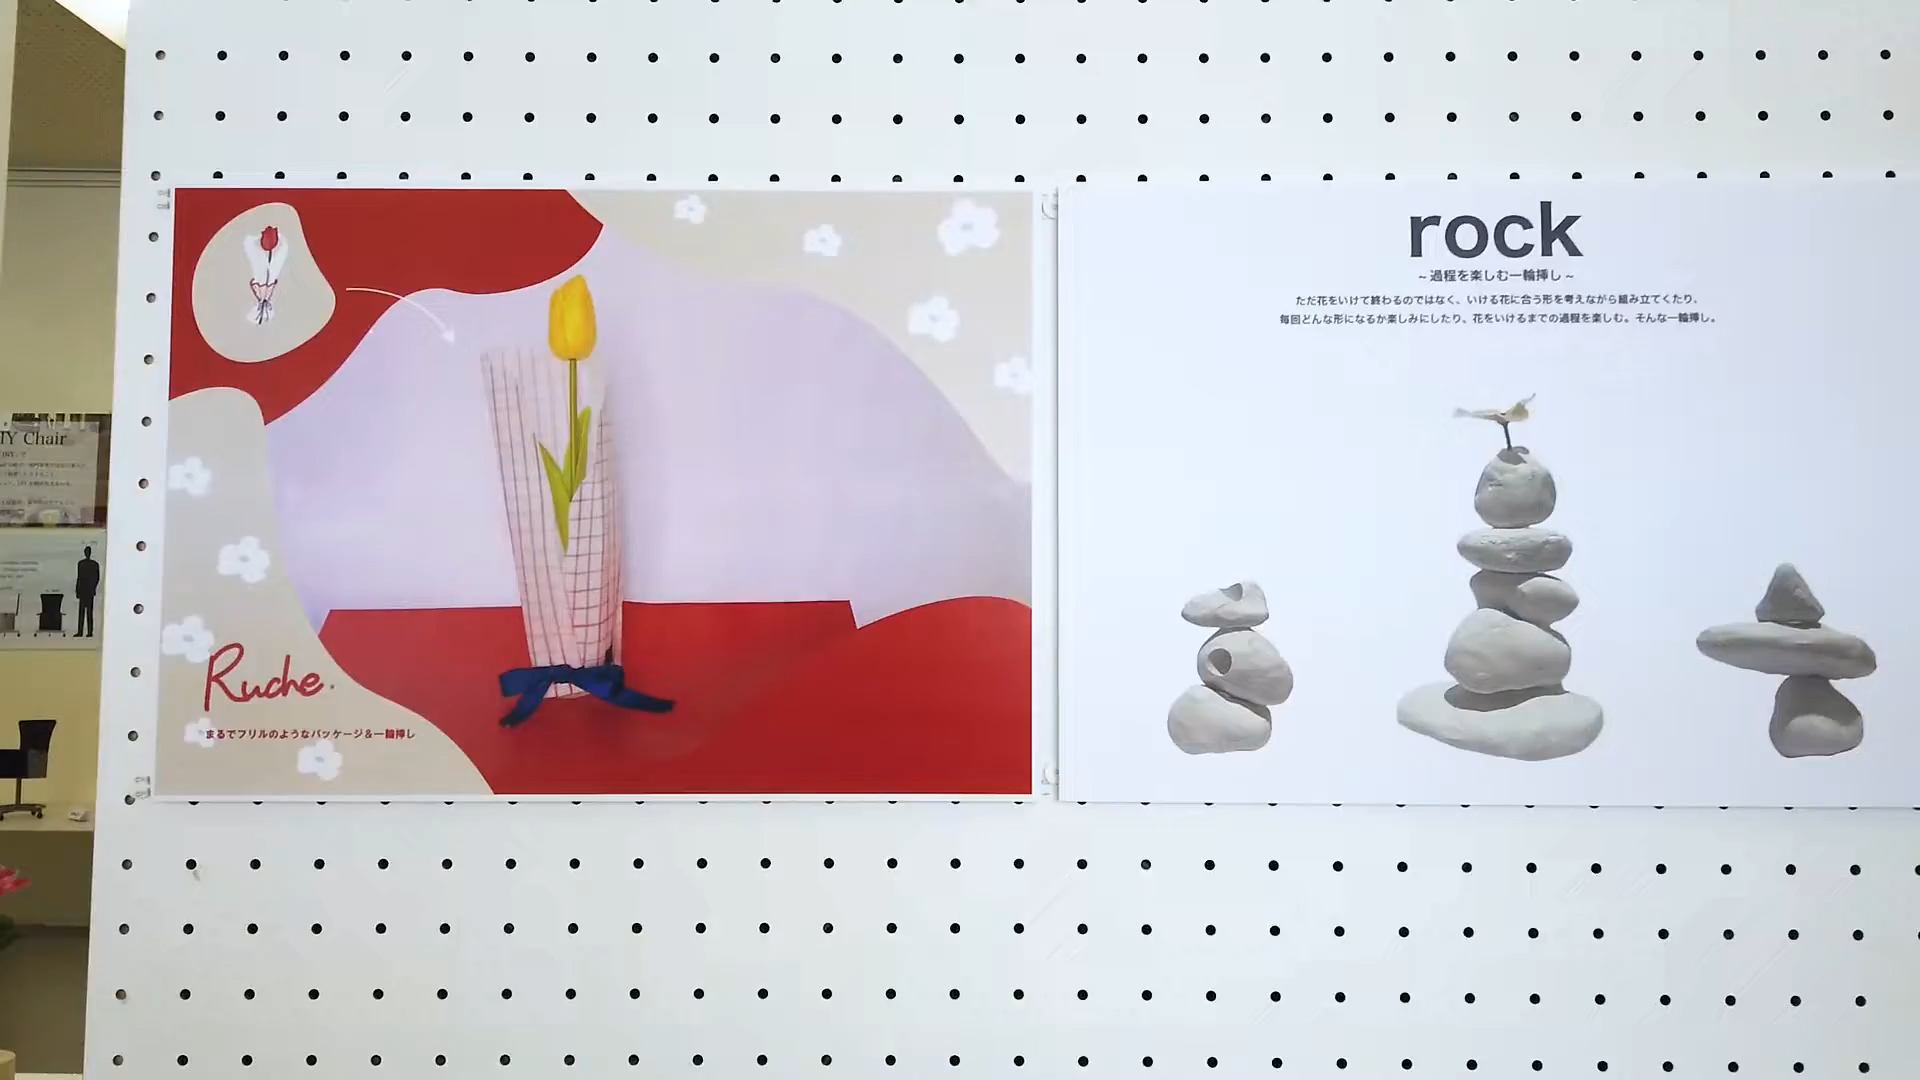 Ruche.
まるでフリルのようなパッケージ&一輪挿し
rock
~過程を楽しむ一輪挿し~
ただ花をいけて終わるのではなく、いける花に合う形を考えながら組み立てくたり、
毎回どんな形になるか楽しみにしたり、花をいけるまでの過程を楽しむ。そんな一輪挿し。
Chair